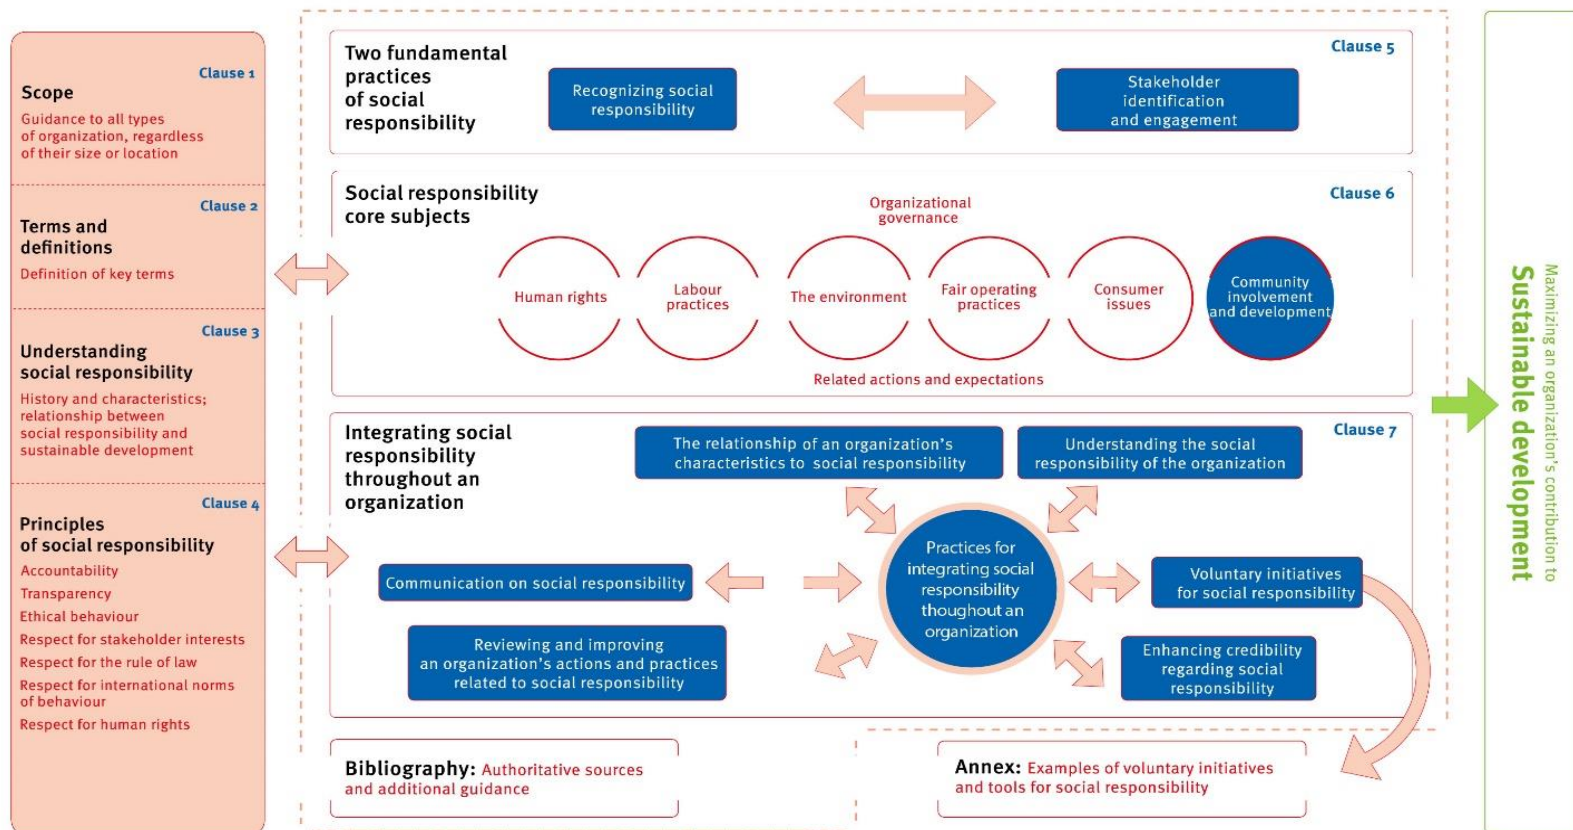 Clause 1
Scope
Guidance to all types
of organization, regardless
of their size or location
Clause 2
Terms and
definitions
Definition of key terms
Clause 3
Understanding
social responsibility
History and characteristics;
relationship between
social responsibility and
sustainable development
Clause 4
Principles
of social responsibility
Accountability
Transparency
Ethical behaviour
Respect for stakeholder interests
Respect for the rule of law
Respect for international norms
of behaviour
Respect for human rights
Two fundamental
practices
of social
responsibility
Clause 5
Recognizing social
responsibility
Stakeholder
identification
and engagement
Social responsibility
core subjects
Clause 6
Organizational
governance
Human rights
Labour
practices
The environment
Fair operating
practices
Consumer
issues
Community
involvement
and development
Related actions and expectations
Integrating social
responsibility
throughout an
organization
Clause 7
The relationship of an organization's
characteristics to social responsibility
Understanding the social
responsibility of the organization
Practices for
integrating social
responsibility
thoughout an
organization
Communication on social responsibility
Voluntary initiatives
for social responsibility
Reviewing and improving
an organization's actions and practices
related to social responsibility
Enhancing credibility
regarding social
responsibility
Bibliography: Authoritative sources
and additional guidance
Annex: Examples of voluntary initiatives
and tools for social responsibility
Maximizing an organization's contribution to
Sustainable development